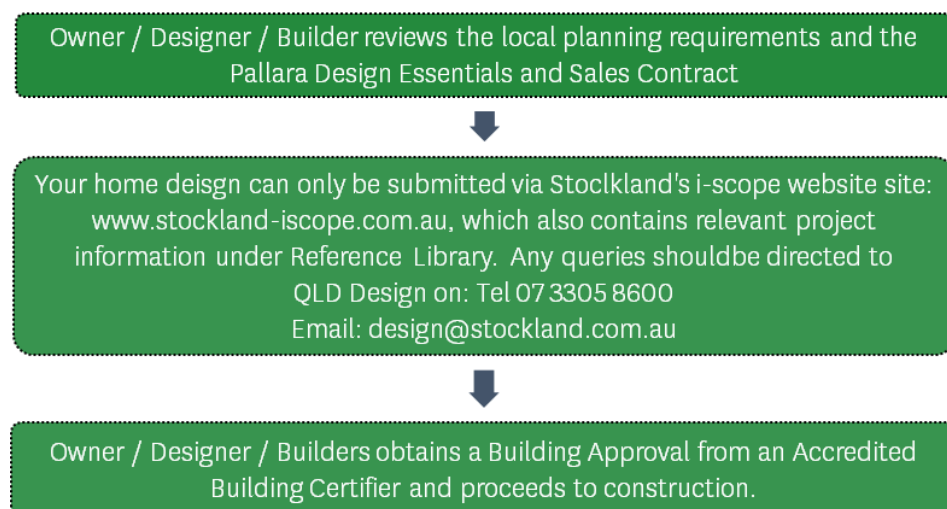 Owner / Designer / Builder reviews the local planning requirements and the
Pallara Design Essentials and Sales Contract
Your home deisgn can only be submitted via Stoclkland's i-scope website site:
www.stockland-iscope.com.au, which also contains relevant project
information under Reference Library. Any queries shouldbe directed to
QLD Design on: Tel 07 3305 8600
Email: design@stockland.com.au
Owner / Designer / Builders obtains a Building Approval from an Accredited
Building Certifier and proceeds to construction.